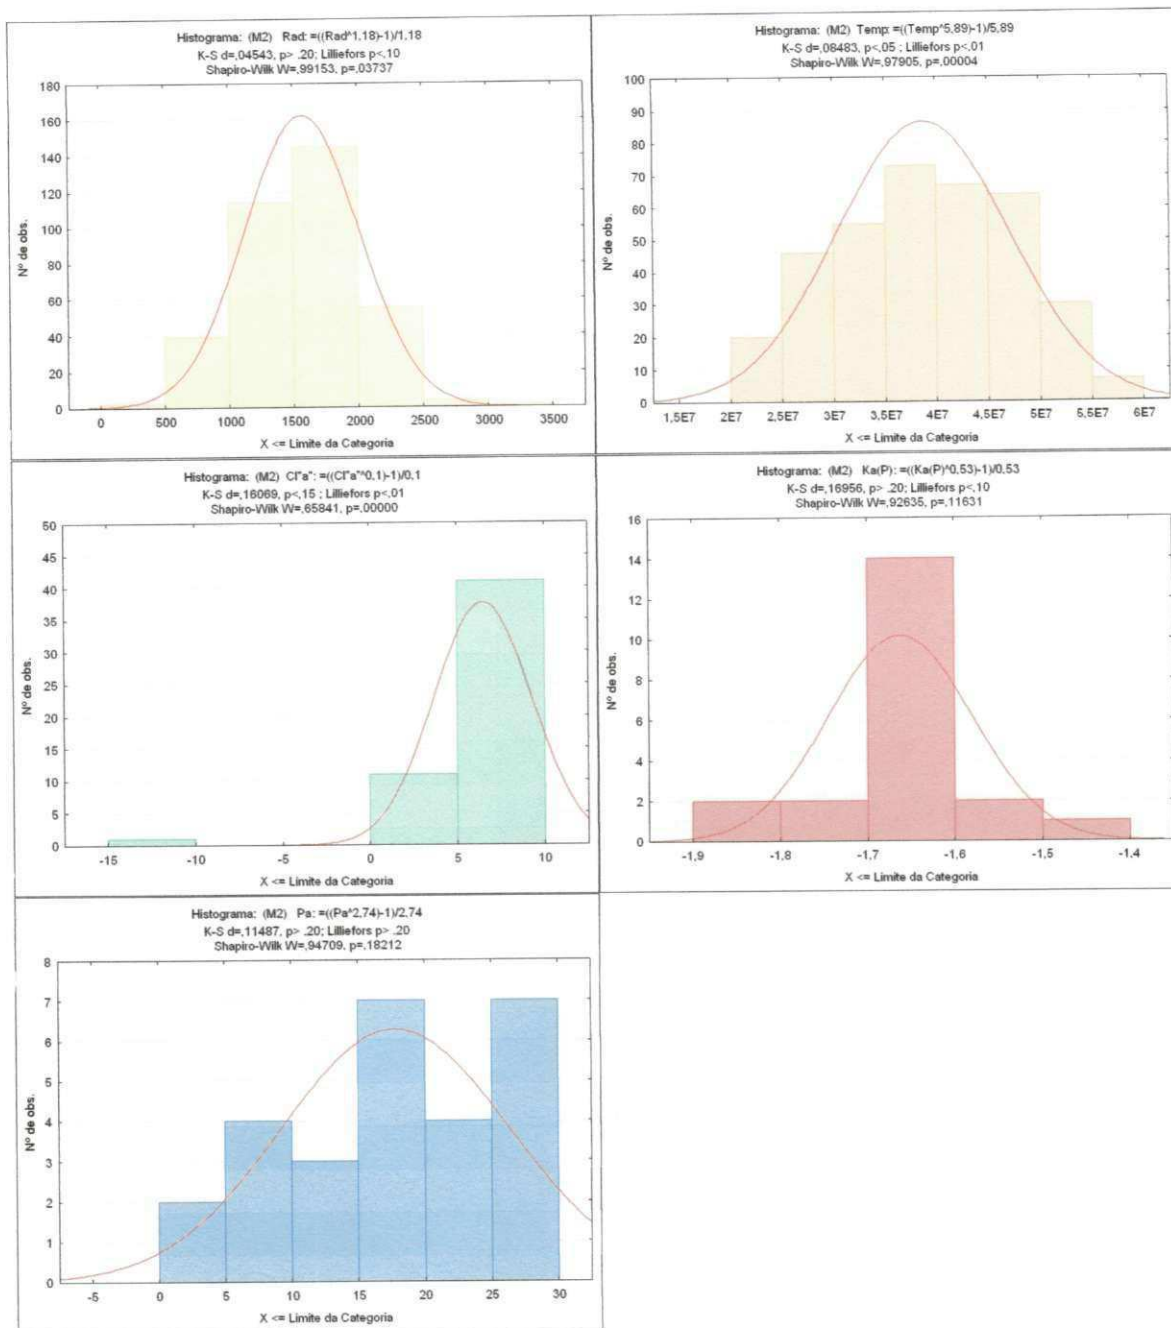 Histograma: (M2) Rad: =((Rad^1,18)-1)/1,18
K-S d=,04543, p> .20; Lilliefors p<,10
Shapiro-Wilk W=,99153, p=,03737
Nº de obs.
180
160
140
120
100
80
60
40
20
0
0 500 1000 1500 2000 2500 3000 3500
X <= Limite da Categoria
Histograma: (M2) Temp: =((Temp^5,89)-1)/5,89
K-S d=,08483, p<,05 ; Lilliefors p<,01
Shapiro-Wilk W=,97905, p=,00004
Nº de obs.
100
90
80
70
60
50
40
30
20
10
0
1,5E7 2E7 2,5E7 3E7 3,5E7 4E7 4,5E7 5E7 5,5E7 6E7
X <= Limite da Categoria
Histograma: (M2) Cl"a": =((Cl"a"^0,1)-1)/0,1
K-S d=,16069, p<,15 ; Lilliefors p<,01
Shapiro-Wilk W=,65841, p=,00000
Nº de obs.
50
45
40
35
30
25
20
15
10
5
0
-15 -10 -5 0 5 10
X <= Limite da Categoria
Histograma: (M2) Ka(P): =((Ka(P)^0,53)-1)/0,53
K-S d=,16956, p> .20; Lilliefors p<,10
Shapiro-Wilk W=,92635, p=,11631
Nº de obs.
16
14
12
10
8
6
4
2
0
-1,9 -1,8 -1,7 -1,6 -1,5 -1,4
X <= Limite da Categoria
Histograma: (M2) Pa: =((Pa^2,74)-1)/2,74
K-S d=,11487, p> .20; Lilliefors p> .20
Shapiro-Wilk W=,94709, p=,18212
Nº de obs.
8
7
6
5
4
3
2
1
0
-5 0 5 10 15 20 25 30
X <= Limite da Categoria